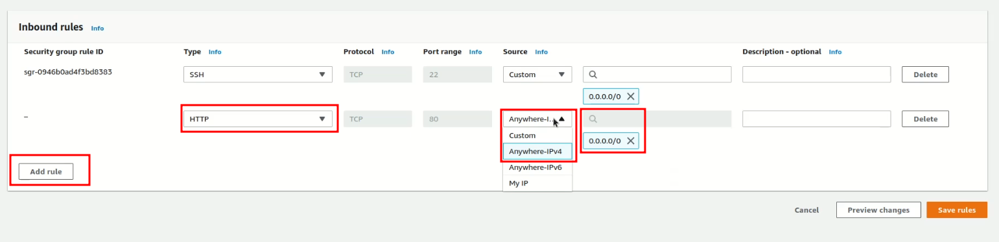 Inbound rules Info
Security group rule ID Type Info Protocol Info Port range Info Source Info Description - optional Info
sgr-0946b0ad4f3bd8383 SSH TCP 22 Custom Delete
0.0.0.0/0
– HTTP TCP 80 Anywhere-I... Delete
Custom
0.0.0.0/0
Anywhere-IPv4
Anywhere-IPv6
Add rule
My IP
Cancel Preview changes Save rules